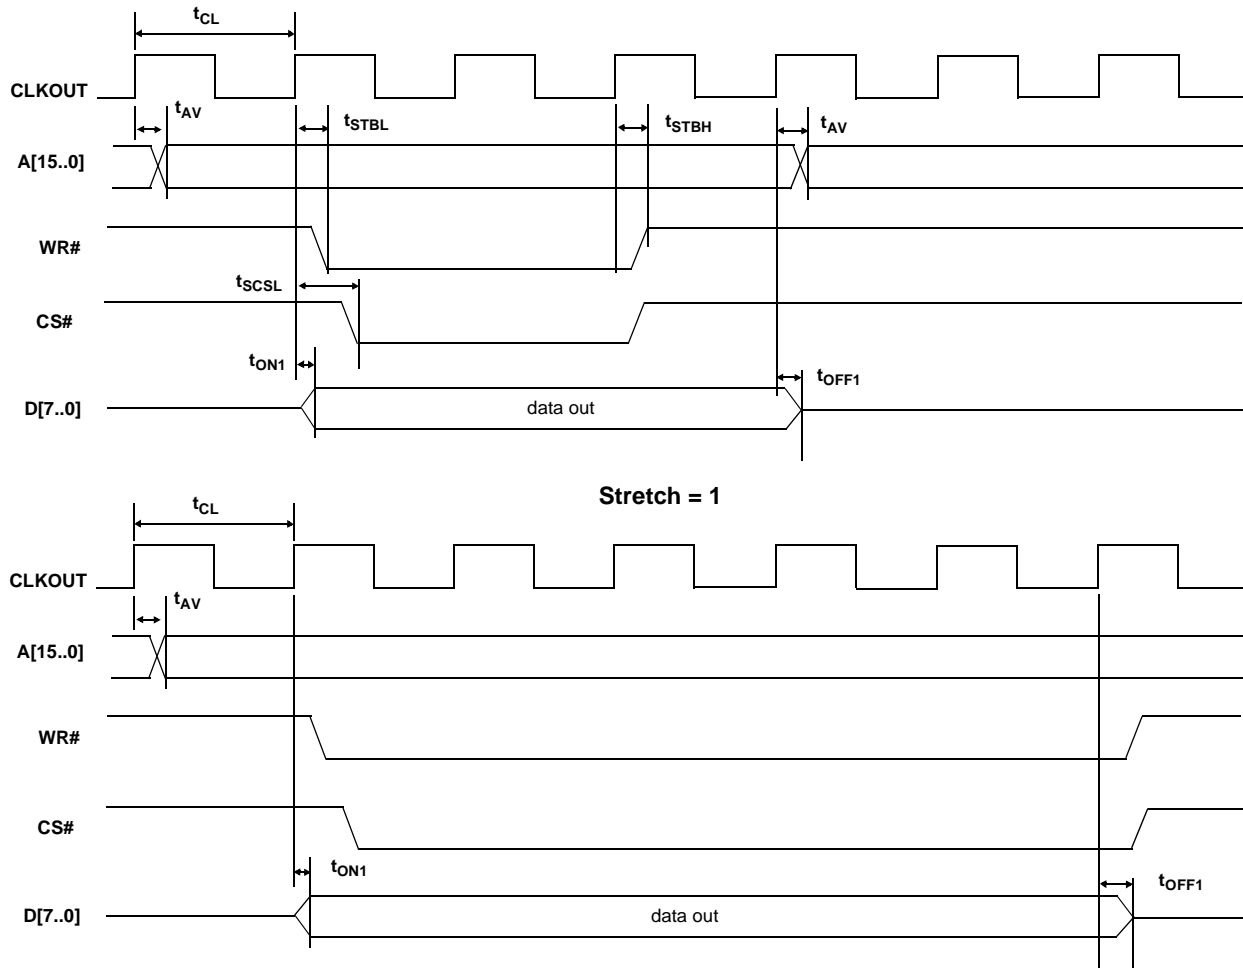 tCL
CLKOUT
tAV
tSTBL
tSTBH
tAV
A[15..0]
WR#
tSCSL
CS#
tON1
tOFF1
D[7..0]
data out
Stretch = 1
tCL
CLKOUT
tAV
A[15..0]
WR#
CS#
tON1
tOFF1
D[7..0]
data out